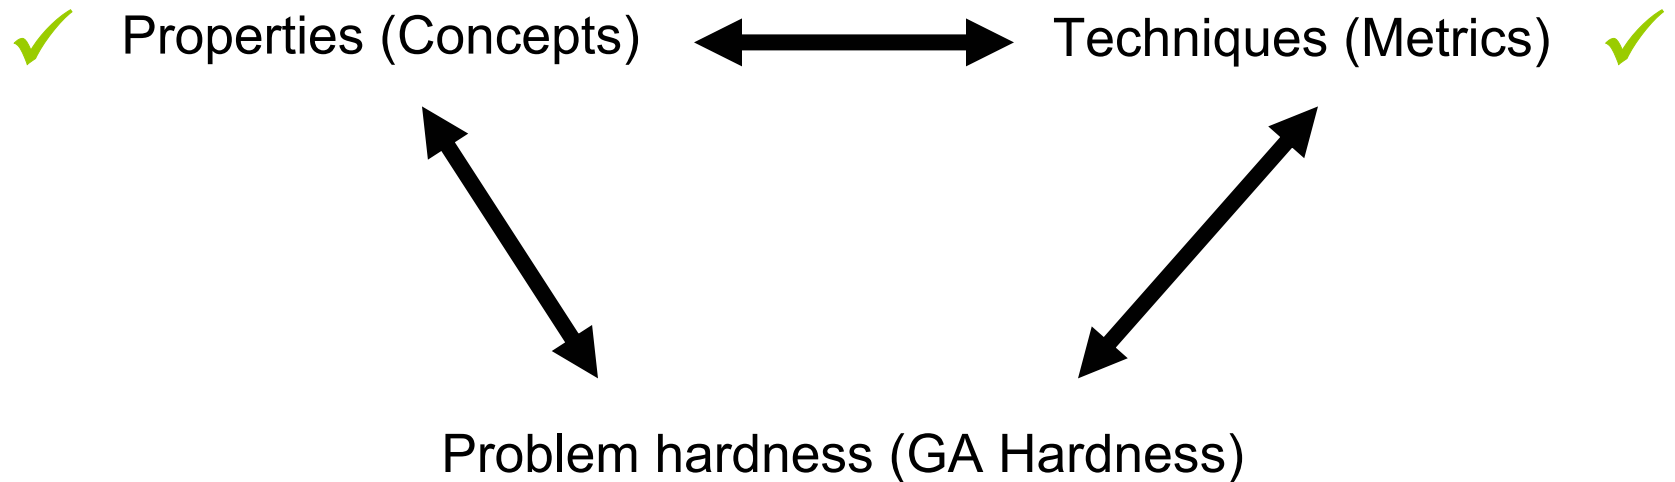 Properties (Concepts)
Techniques (Metrics)
Problem hardness (GA Hardness)